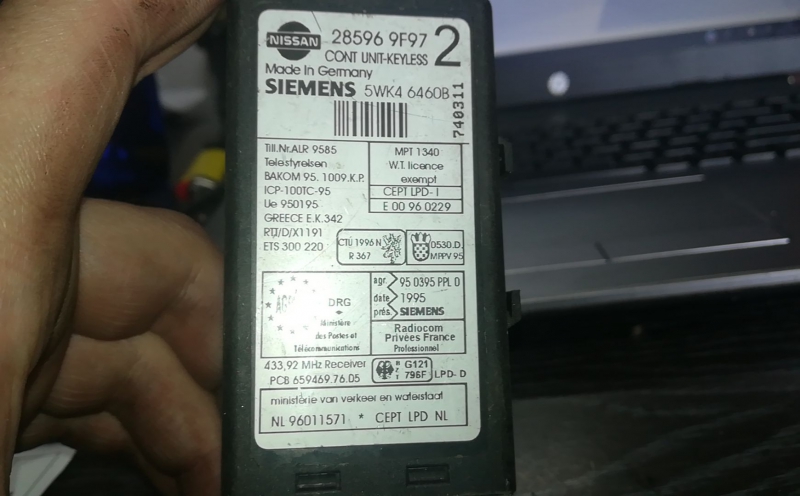 NISSAN 28596 9F97 2
CONT UNIT-KEYLESS
Made in Germany
SIEMENS 5WK4 6460B
740311
Till.Nr.ALR 9585
Telestyrelsen
BAKOM 95. 1009.K.P.
ICP-100TC-95
Ue 950195
GREECE E.K.342
RTT/D/X1191
ETS 300 220
MPT 1340
W.T. licence
exempt
CEPT LPD-I
E 00 96 0229
CTÚ 1996 N
R 367
0530.D.
MPPV 95
DRG
Ministère
des Postes et
Télécommunications
agr. 95 0395 PPL 0
date 1995
prés. SIEMENS
Radiocom
Privées France
Professionnel
433,92 MHz Receiver
PCB 659469.76.05
BZT G121
796F LPD-D
ministerie van verkeer en waterstaat
NL 96011571 * CEPT LPD NL